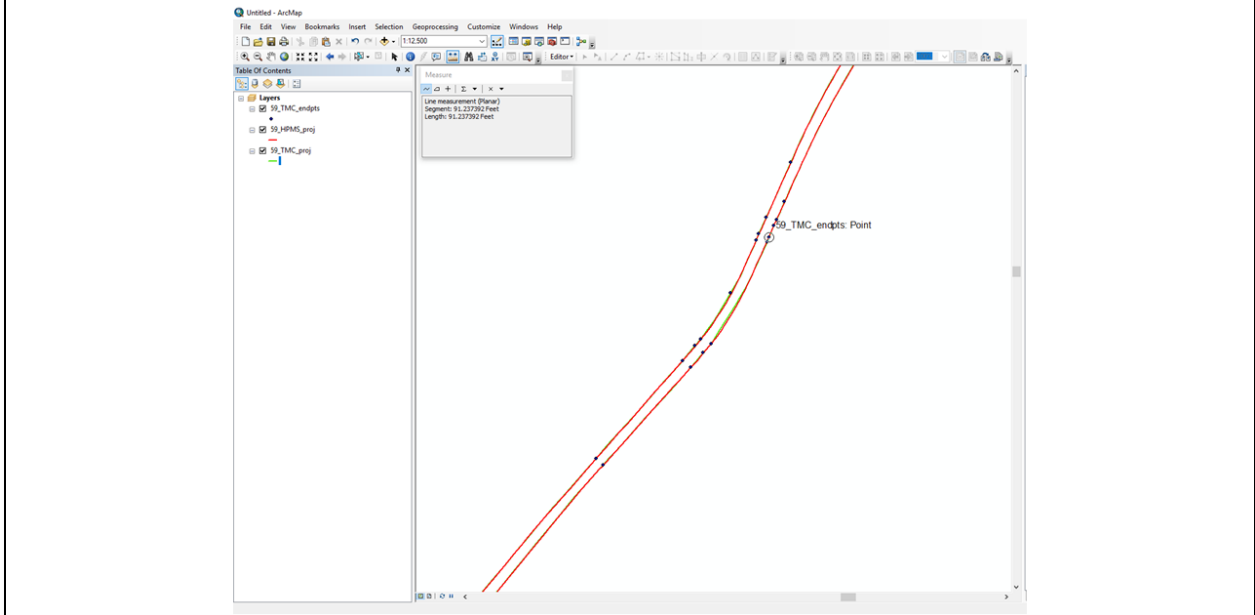 Untitled - ArcMap
File Edit View Bookmarks Insert Selection Geoprocessing Customize Windows Help
1:12,500
Editor
Table Of Contents
Measure
Layers
59_TMC_endpts
59_HPMS_proj
59_TMC_proj
Line measurement (Planar)
Segment: 91.237392 Feet
Length: 91.237392 Feet
59_TMC_endpts: Point